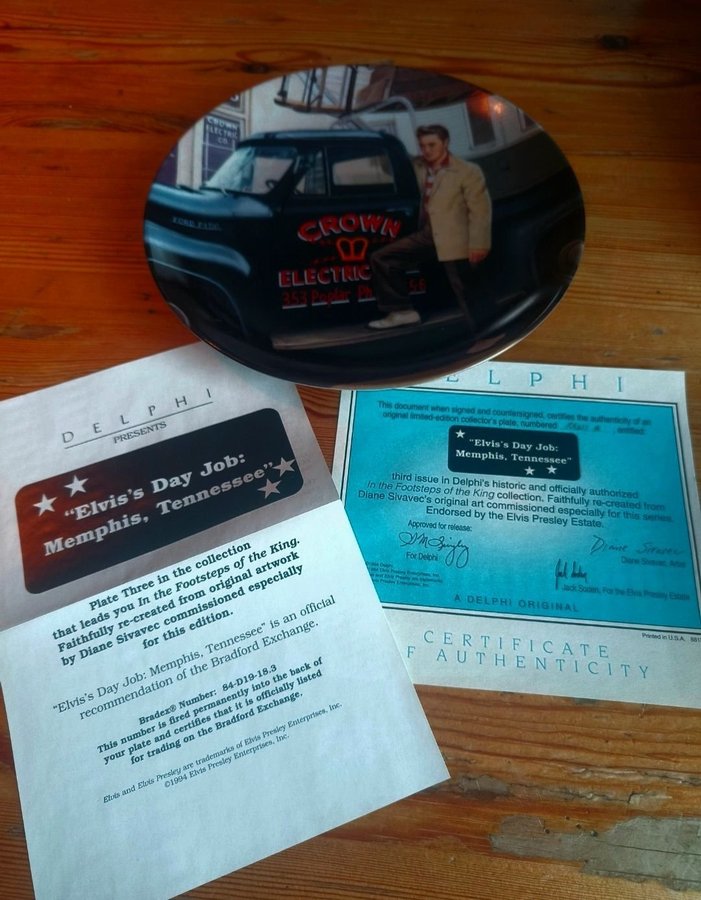 CROWN
ELECTRIC
CO.
FORD F100
CROWN
ELECTRIC
353 Poplar
DELPHI
PRESENTS
"Elvis's Day Job:
Memphis, Tennessee"
Plate Three in the collection
that leads you In the Footsteps of the King.
Faithfully re-created from original artwork
by Diane Sivavec commissioned especially
for this edition.
"Elvis's Day Job: Memphis, Tennessee" is an official
recommendation of the Bradford Exchange.
Bradex® Number: 84-D19-18.3
This number is fired permanently into the back of
your plate and certifies that it is officially listed
for trading on the Bradford Exchange.
Elvis and Elvis Presley are trademarks of Elvis Presley Enterprises, Inc.
©1994 Elvis Presley Enterprises, Inc.
ELPHI
This document when signed and countersigned, certifies the authenticity of an
original limited-edition collector's plate, numbered entitled:
"Elvis's Day Job:
Memphis, Tennessee"
third issue in Delphi's historic and officially authorized
in the Footsteps of the King collection. Faithfully re-created from
Diane Sivavec's original art commissioned especially for this series.
Endorsed by the Elvis Presley Estate.
Approved for release:
For Delphi
Diane Sivavec, Artist
Jack Soden, For the Elvis Presley Estate
A DELPHI ORIGINAL
Printed in U.S.A.
CERTIFICATE
F AUTHENTICITY